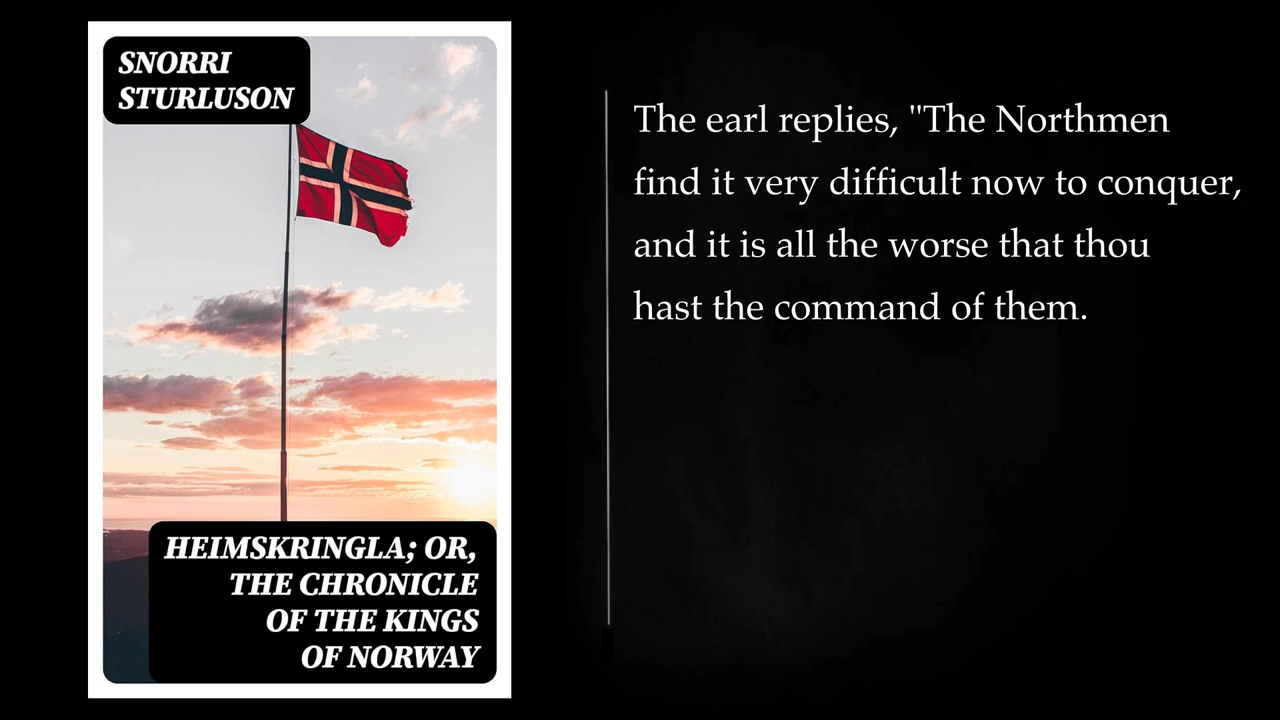 SNORRI
STURLUSON
HEIMSKRINGLA; OR,
THE CHRONICLE
OF THE KINGS
OF NORWAY
The earl replies, "The Northmen
find it very difficult now to conquer,
and it is all the worse that thou
hast the command of them.